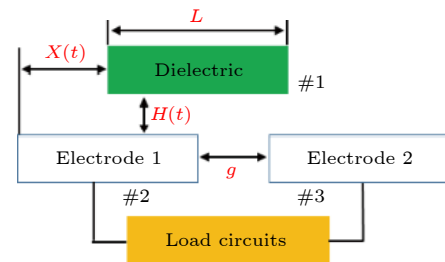 L
X(t)
Dielectric
#1
H(t)
Electrode 1
g
Electrode 2
#2
#3
Load circuits